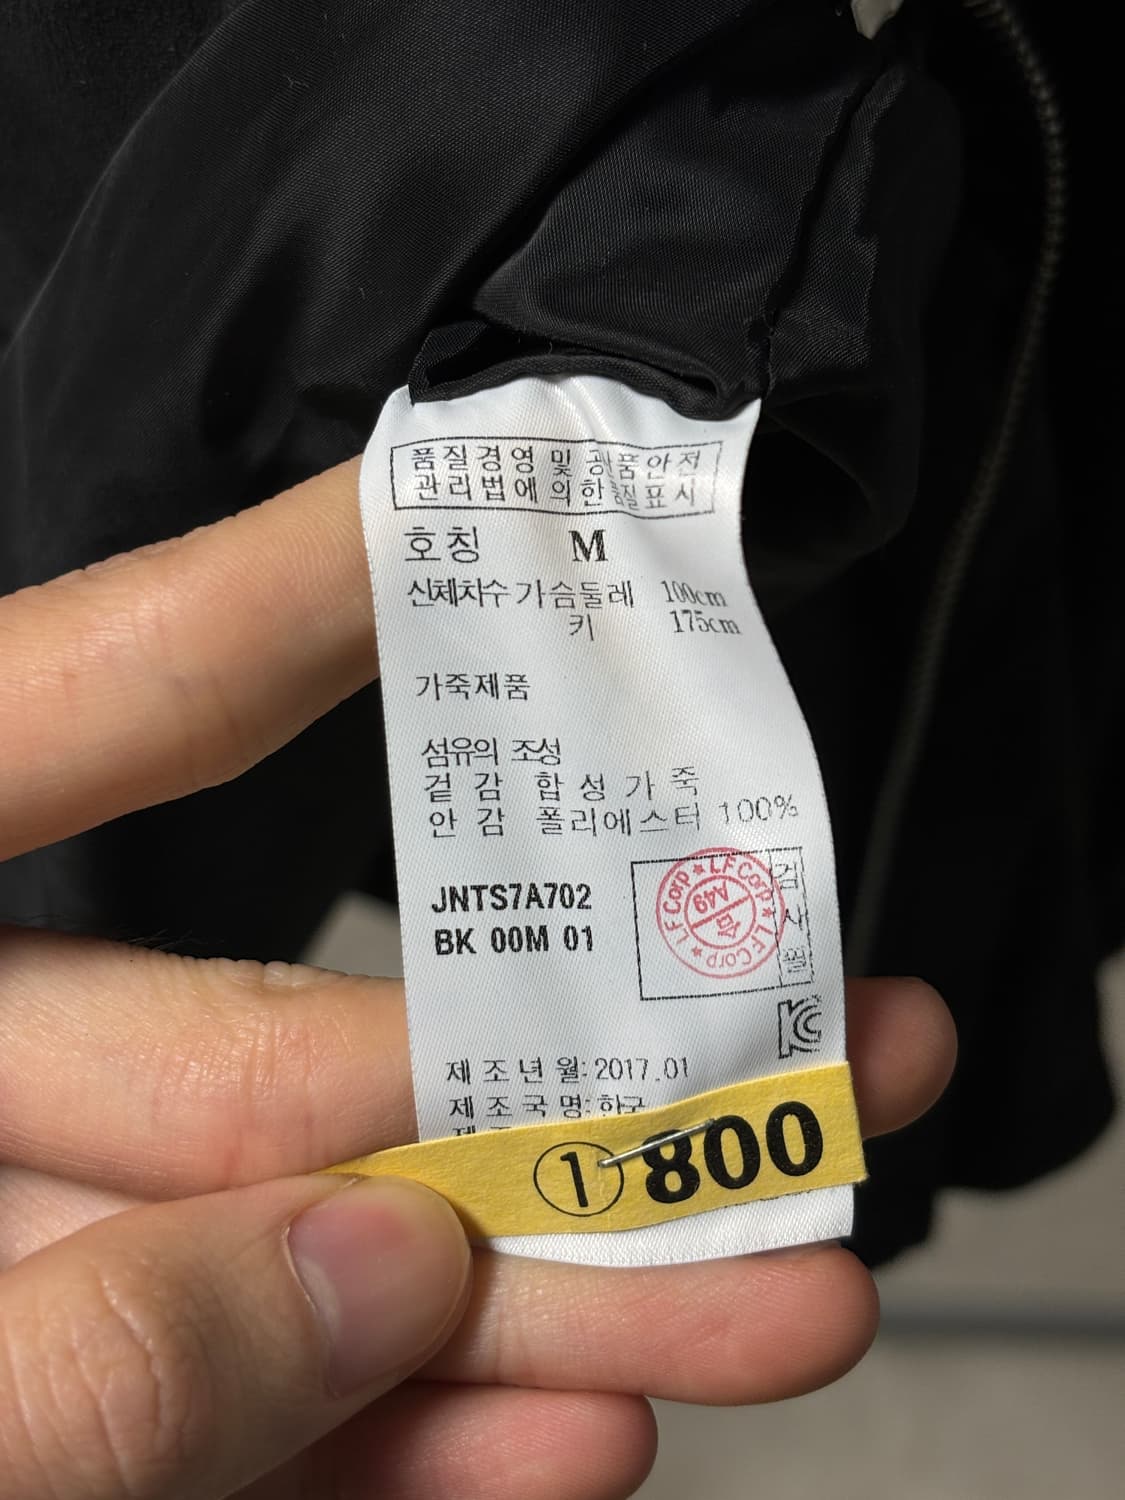 품질경영 및 공품안전
관리법에 의한 품질표시
호칭 M
신체치수 가슴둘레 100cm
키 175cm
가죽제품
섬유의 조성
겉감 합성가죽
안감 폴리에스터 100%
JNTS7A702
BK 00M 01
LF Corp ★ LF Corp ★ LF Corp ★
A49
합
검사필
KC
제조년월: 2017.01
제조국명: 한국
① 800